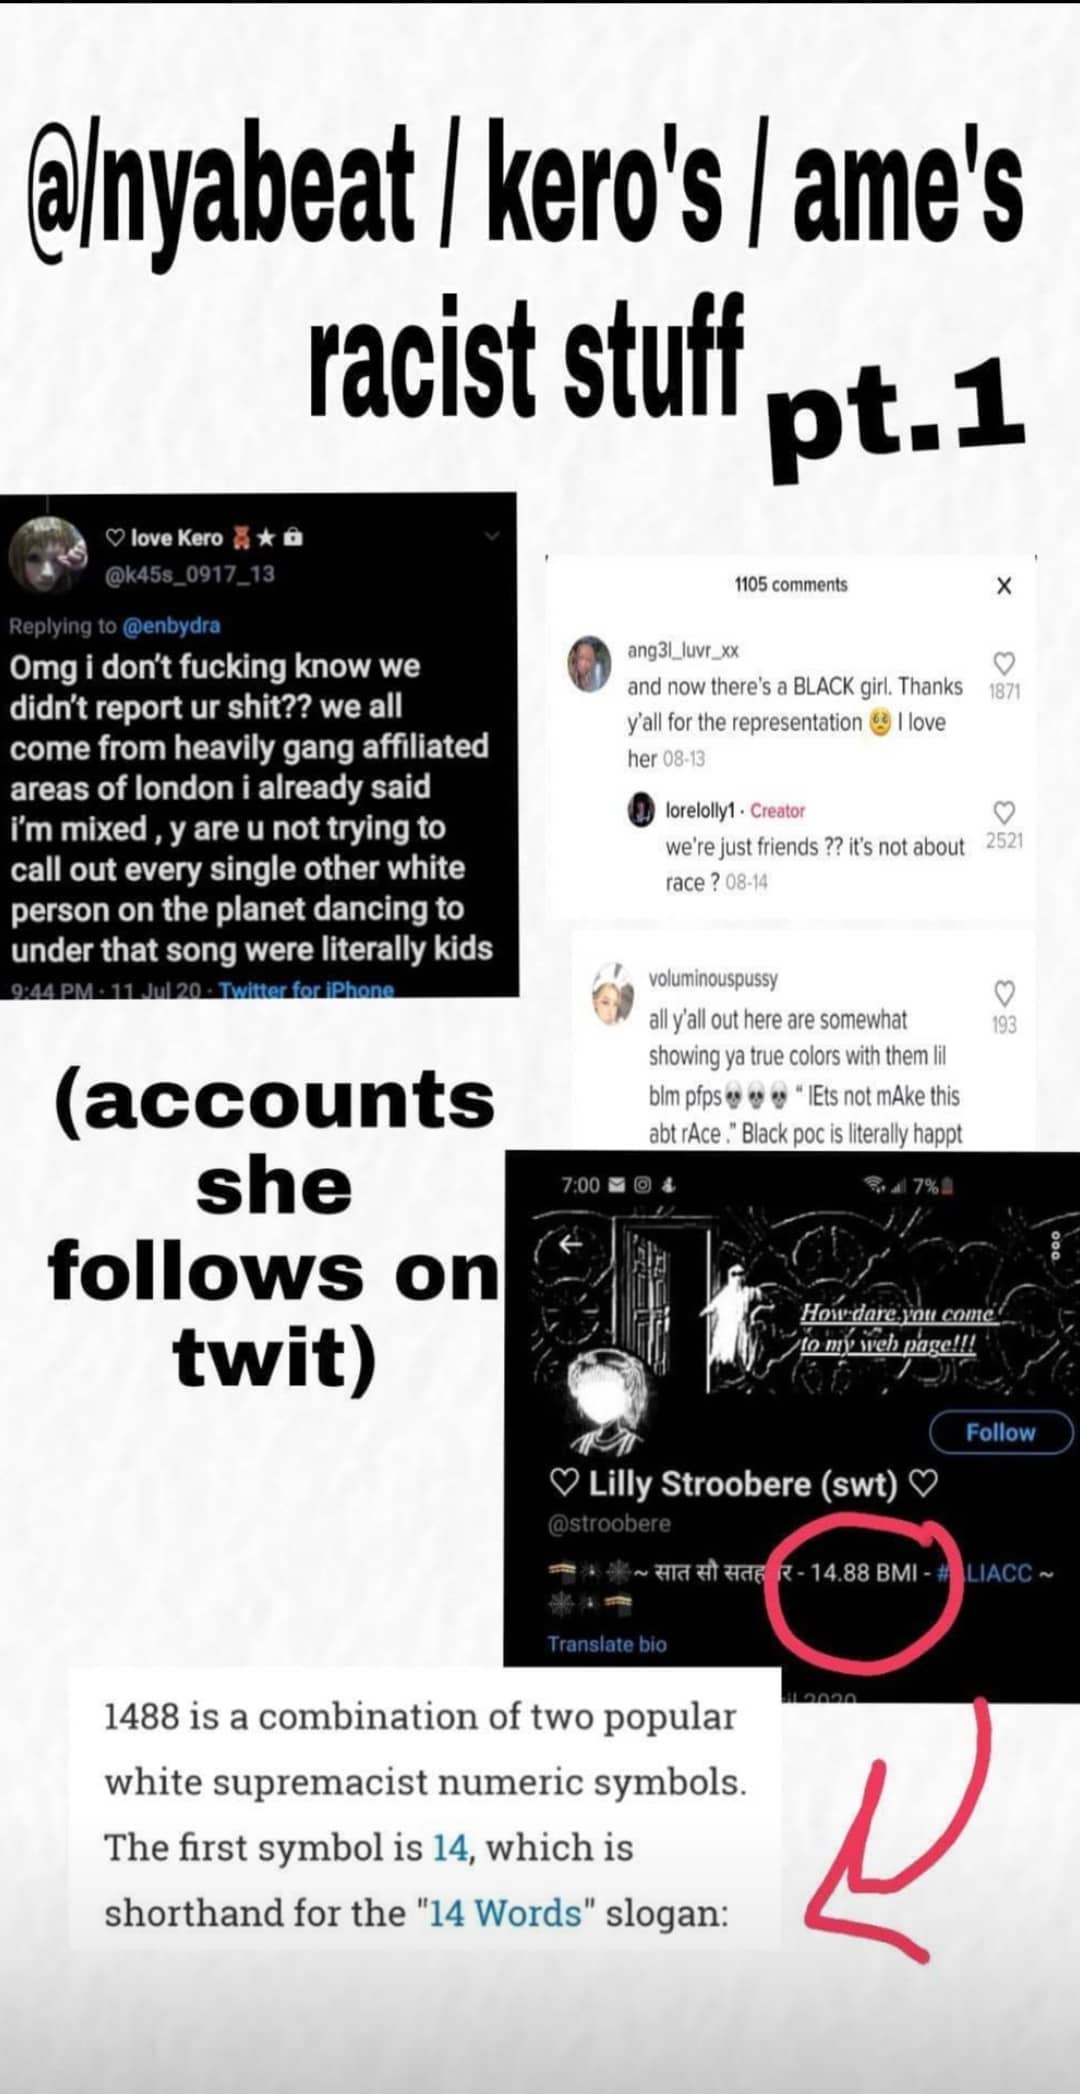 @/nyabeat / kero's / ame's
racist stuff
pt.1
♡ love Kero 🧸★🔒
@k45s_0917_13
Replying to @enbydra
Omg i don't fucking know we
didn't report ur shit?? we all
come from heavily gang affiliated
areas of london i already said
i'm mixed , y are u not trying to
call out every single other white
person on the planet dancing to
under that song were literally kids
9:44 PM · 11 Jul 20 · Twitter for iPhone
1105 comments X
ang3l_luvr_xx
and now there's a BLACK girl. Thanks
1871
y'all for the representation 🥺 I love
her 08-13
lorelolly1 · Creator
we're just friends ?? it's not about
2521
race ? 08-14
voluminouspussy
all y'all out here are somewhat
193
showing ya true colors with them lil
blm pfps💀💀💀 " lEts not mAke this
abt rAce ." Black poc is literally happt
(accounts
she
follows on
twit)
7:00 7%
How dare you come
to my web page!!!
Follow
♡ Lilly Stroobere (swt) ♡
@stroobere
~ सात सौ सतहतर - 14.88 BMI - # LIACC ~
Translate bio
2020
1488 is a combination of two popular
white supremacist numeric symbols.
The first symbol is 14, which is
shorthand for the "14 Words" slogan: